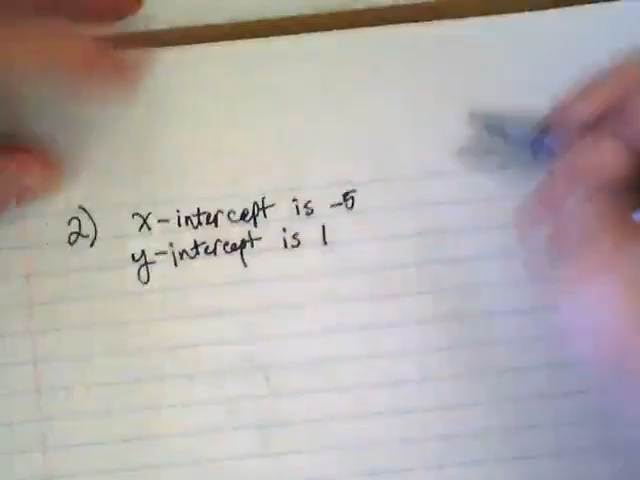 2) x-intercept is -5
y-intercept is 1